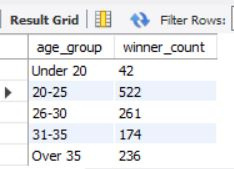 Result Grid Filter Rows:
age_group winner_count
Under 20 42
20-25 522
26-30 261
31-35 174
Over 35 236